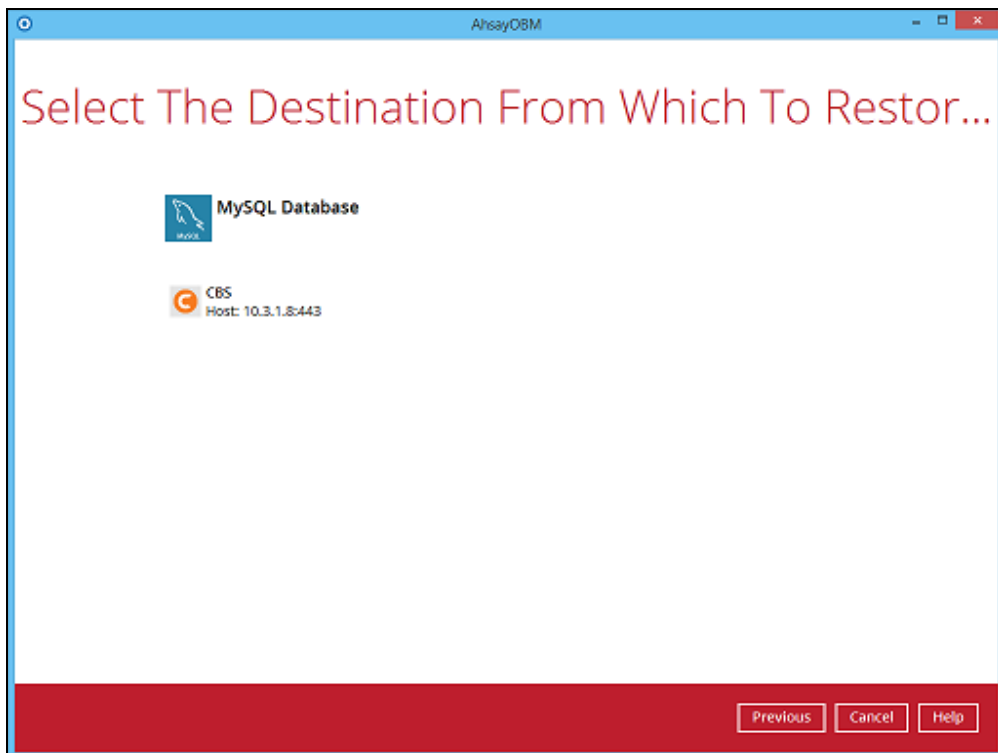 AhsayOBM
Select The Destination From Which To Restor...
MySQL Database
MySQL
CBS
Host: 10.3.1.8:443
Previous Cancel Help